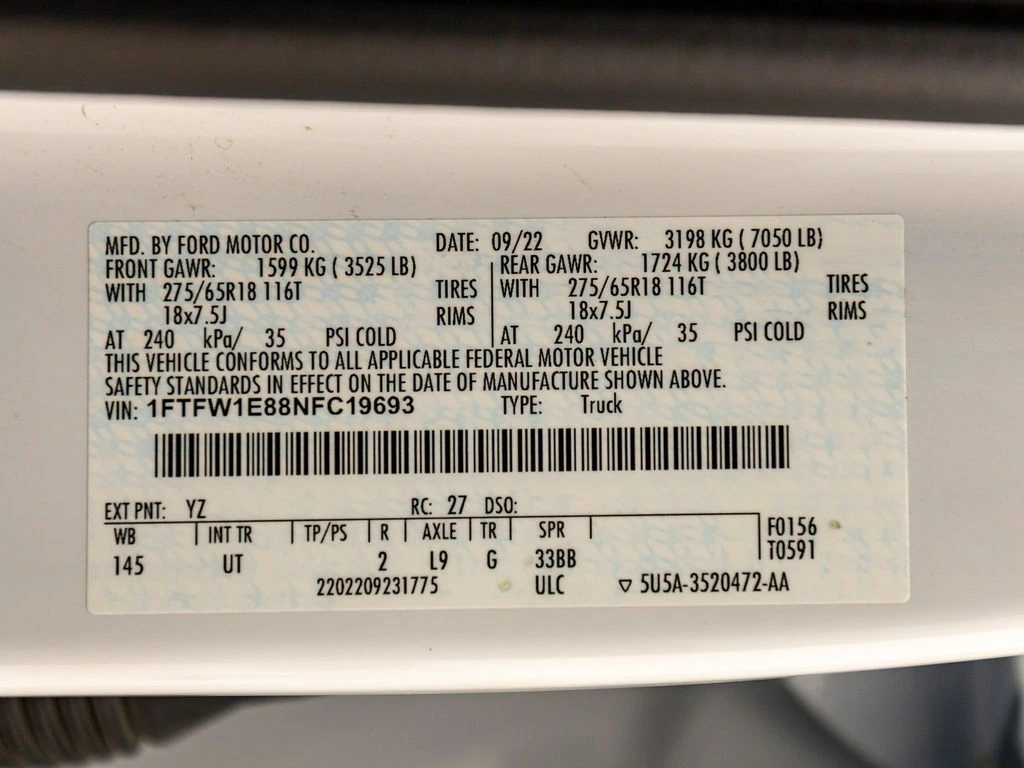 MFD. BY FORD MOTOR CO. DATE: 09/22 GVWR: 3198 KG ( 7050 LB)
FRONT GAWR: 1599 KG ( 3525 LB) REAR GAWR: 1724 KG ( 3800 LB)
WITH 275/65R18 116T TIRES WITH 275/65R18 116T TIRES
18x7.5J RIMS 18x7.5J RIMS
AT 240 kPa/ 35 PSI COLD AT 240 kPa/ 35 PSI COLD
THIS VEHICLE CONFORMS TO ALL APPLICABLE FEDERAL MOTOR VEHICLE
SAFETY STANDARDS IN EFFECT ON THE DATE OF MANUFACTURE SHOWN ABOVE.
VIN: 1FTFW1E88NFC19693 TYPE: Truck
EXT PNT: YZ RC: 27 DSO:
WB INT TR TP/PS R AXLE TR SPR F0156
145 UT 2 L9 G 33BB T0591
2202209231775 ULC ▽ 5U5A-3520472-AA